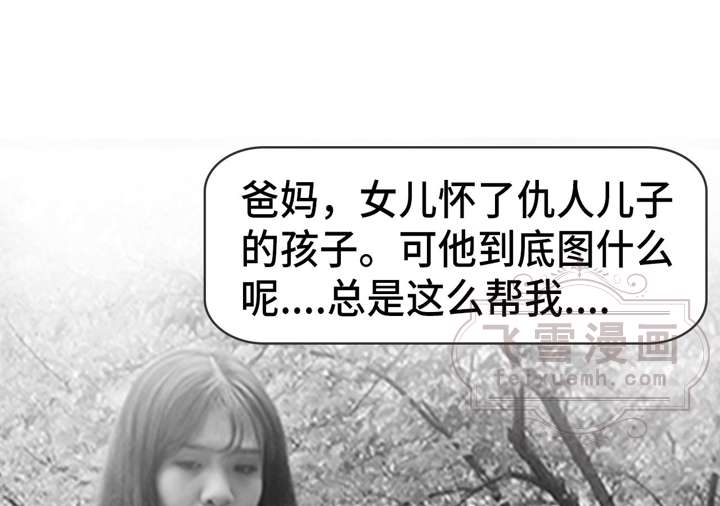 爸妈，女儿怀了仇人儿子
的孩子。可他到底图什么
呢....总是这么帮我....
飞雪漫画
feixuemh.com